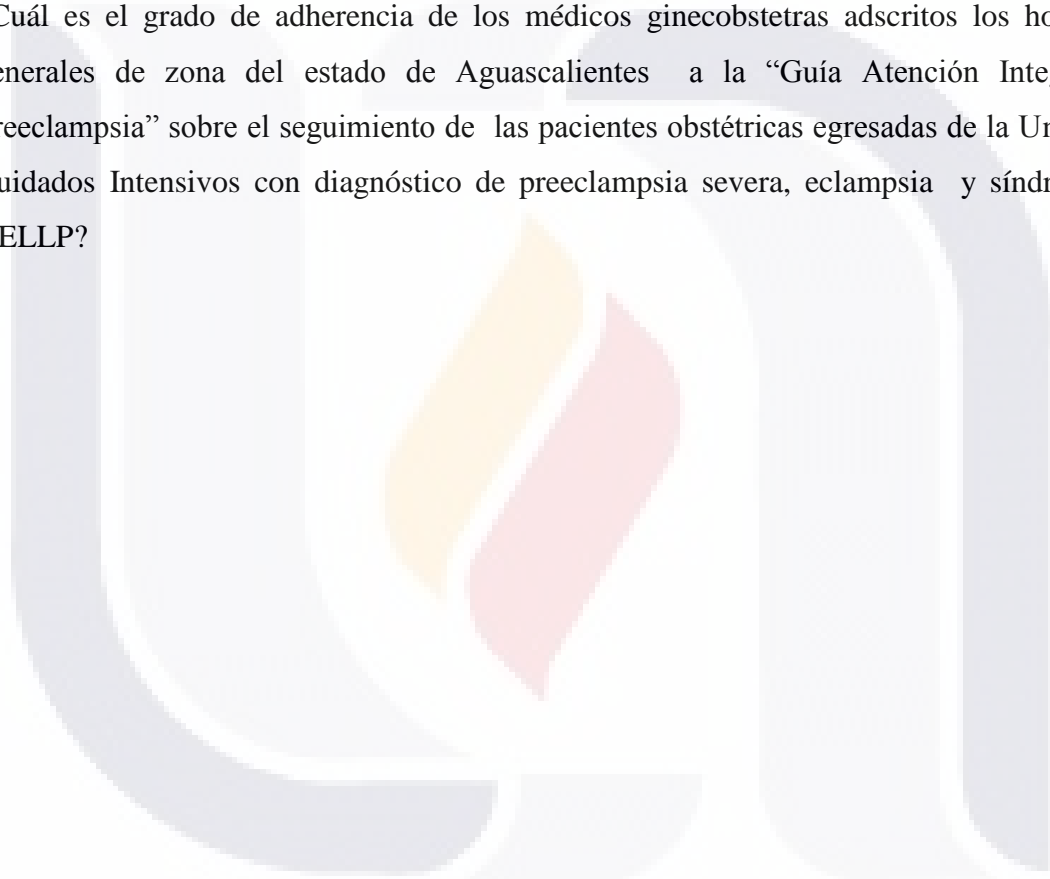 Cuál es el grado de adherencia de los médicos ginecobstetras adscritos los ho
enerales de zona del estado de Aguascalientes a la “Guía Atención Inte
reeclampsia” sobre el seguimiento de las pacientes obstétricas egresadas de la Un
uidados Intensivos con diagnóstico de preeclampsia severa, eclampsia y síndr
ELLP?